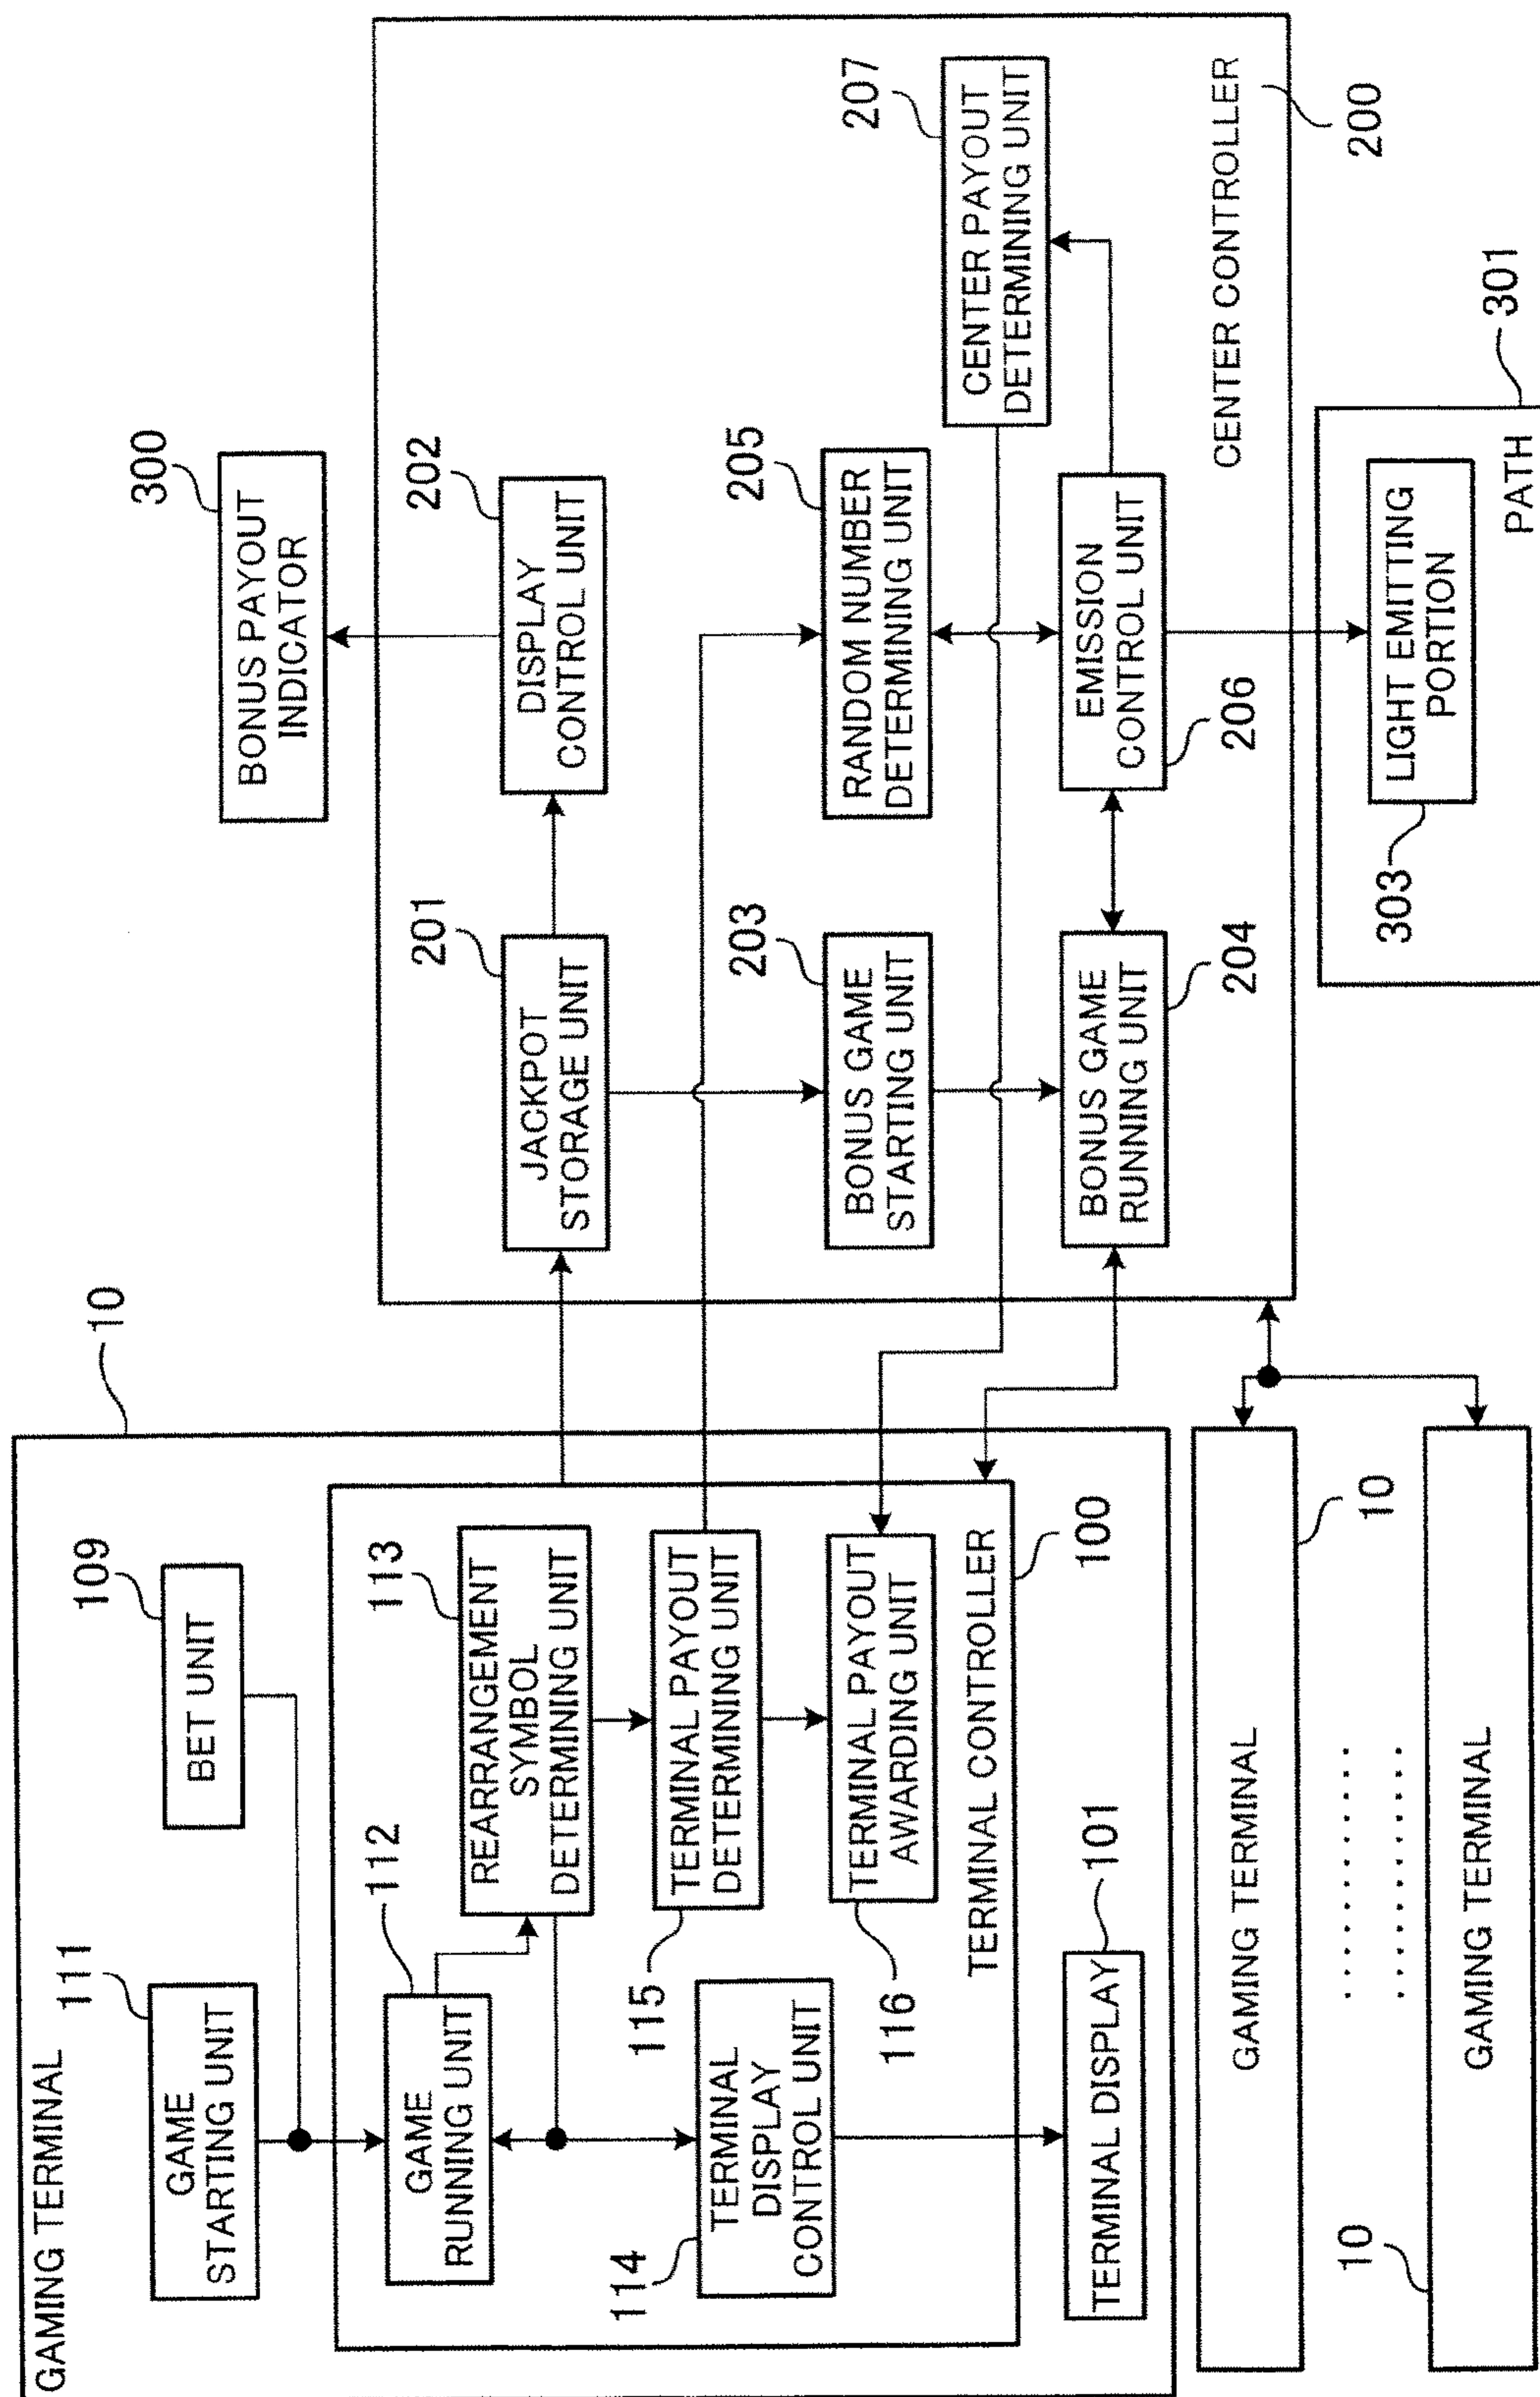 GAMING TERMINAL
10
GAME
STARTING UNIT
111
BET UNIT
109
GAME
RUNNING UNIT
112
REARRANGEMENT
SYMBOL
DETERMINING UNIT
113
TERMINAL
DISPLAY
CONTROL UNIT
114
TERMINAL PAYOUT
DETERMINING UNIT
115
TERMINAL PAYOUT
AWARDING UNIT
116
TERMINAL CONTROLLER
100
TERMINAL DISPLAY
101
GAMING TERMINAL
10
GAMING TERMINAL
10
BONUS PAYOUT
INDICATOR
300
JACKPOT
STORAGE UNIT
201
DISPLAY
CONTROL UNIT
202
BONUS GAME
STARTING UNIT
203
RANDOM NUMBER
DETERMINING UNIT
205
CENTER PAYOUT
DETERMINING UNIT
207
BONUS GAME
RUNNING UNIT
204
EMISSION
CONTROL UNIT
206
CENTER CONTROLLER
200
LIGHT EMITTING
PORTION
303
PATH
301